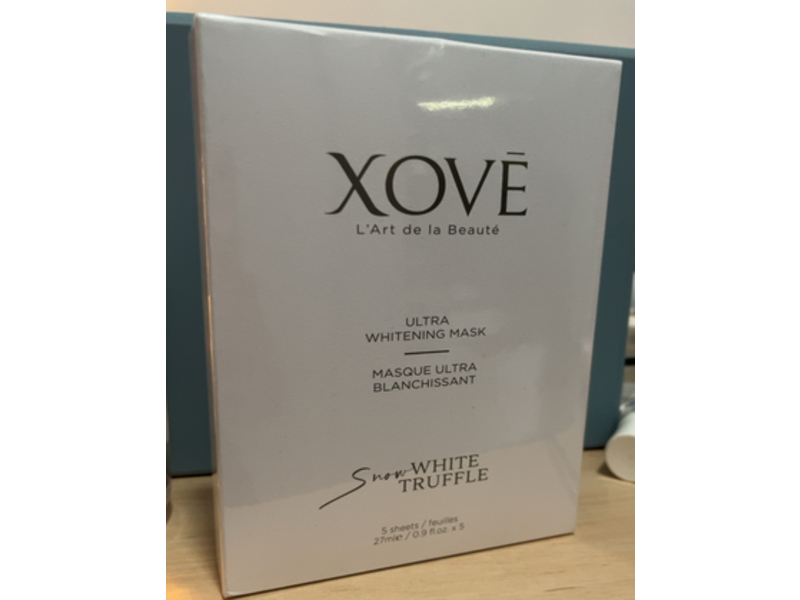 XOVĒ
L'Art de la Beauté
ULTRA
WHITENING MASK
MASQUE ULTRA
BLANCHISSANT
Snow WHITE
TRUFFLE
5 sheets / feuilles
27ml℮ / 0.9 fl.oz. x 5